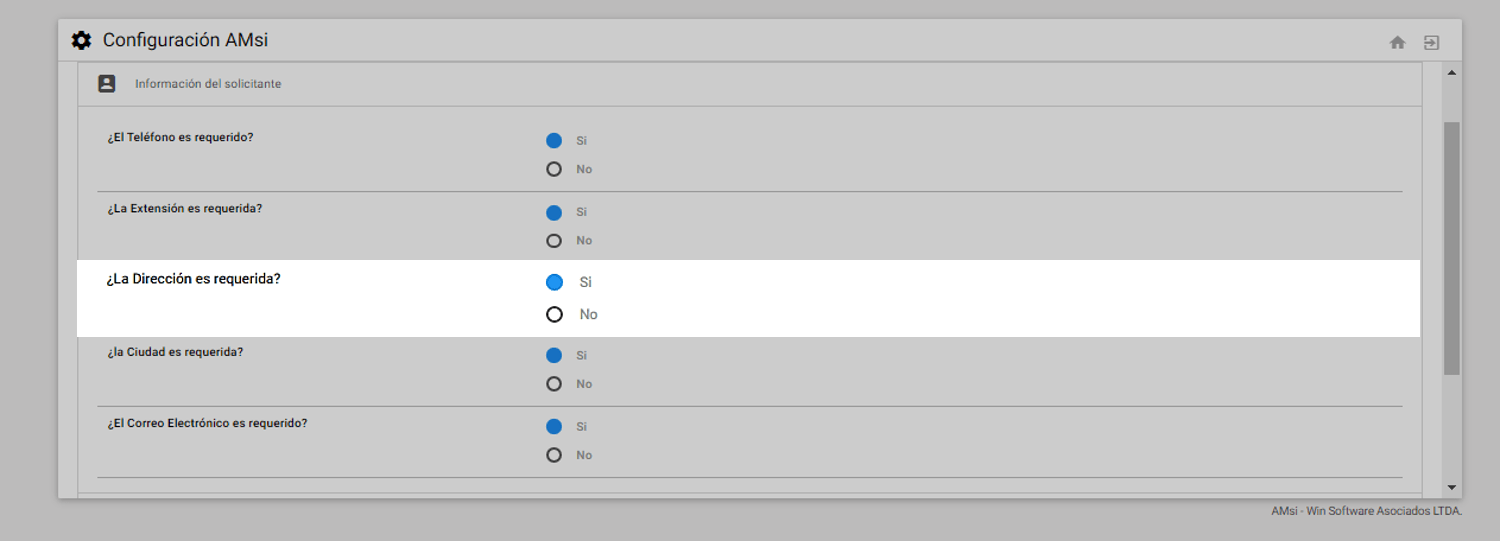 Configuración AMsi
Información del solicitante
¿El Teléfono es requerido?
Si
No
¿La Extensión es requerida?
Si
No
¿La Dirección es requerida?
Si
No
¿la Ciudad es requerida?
Si
No
¿El Correo Electrónico es requerido?
Si
No
AMsi - Win Software Asociados LTDA.